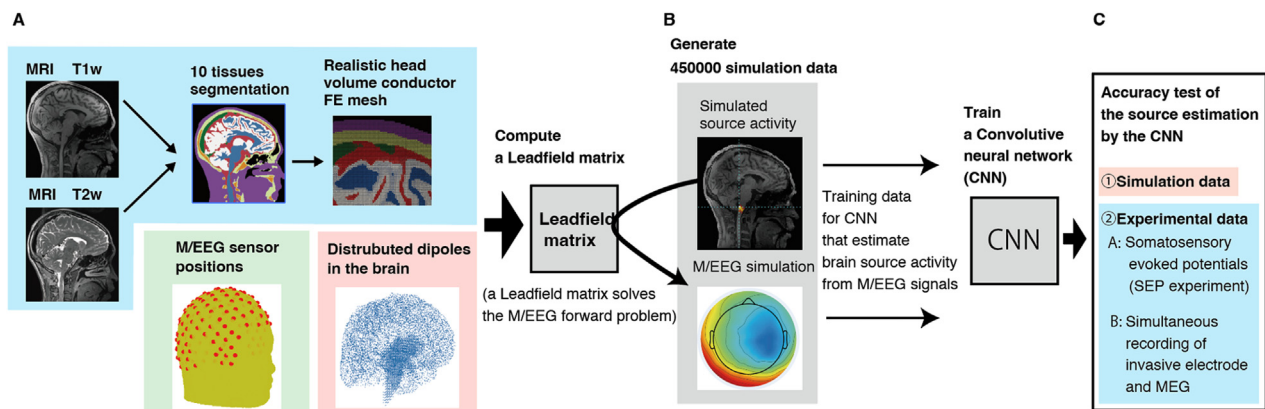 A
MRI T1w
MRI T2w
10 tissues
segmentation
Realistic head
volume conductor
FE mesh
M/EEG sensor
positions
Distrubuted dipoles
in the brain
Compute
a Leadfield matrix
Leadfield
matrix
(a Leadfield matrix solves
the M/EEG forward problem)
B
Generate
450000 simulation data
Simulated
source activity
M/EEG simulation
Training data
for CNN
that estimate
brain source activity
from M/EEG signals
Train
a Convolutive
neural network
(CNN)
CNN
C
Accuracy test of
the source estimation
by the CNN
①Simulation data
②Experimental data
A: Somatosensory
evoked potentials
(SEP experiment)
B: Simultaneous
recording of
invasive electrode
and MEG